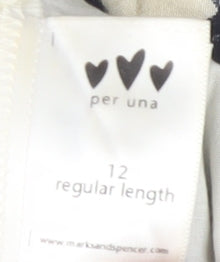 per una
12
regular length
www.marksandspencer.com